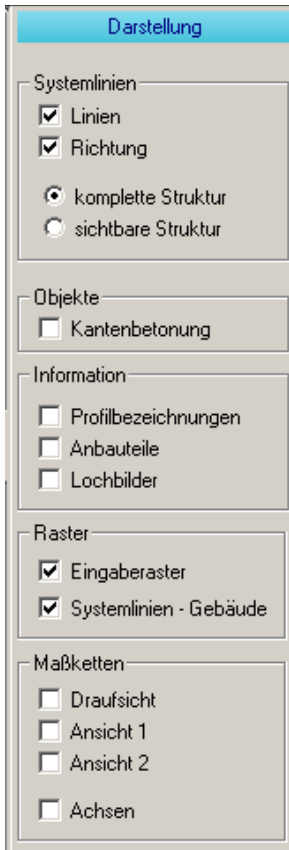 Darstellung
Systemlinien
Linien
Richtung
komplette Struktur
sichtbare Struktur
Objekte
Kantenbetonung
Information
Profilbezeichnungen
Anbauteile
Lochbilder
Raster
Eingaberaster
Systemlinien - Gebäude
Maßketten
Draufsicht
Ansicht 1
Ansicht 2
Achsen